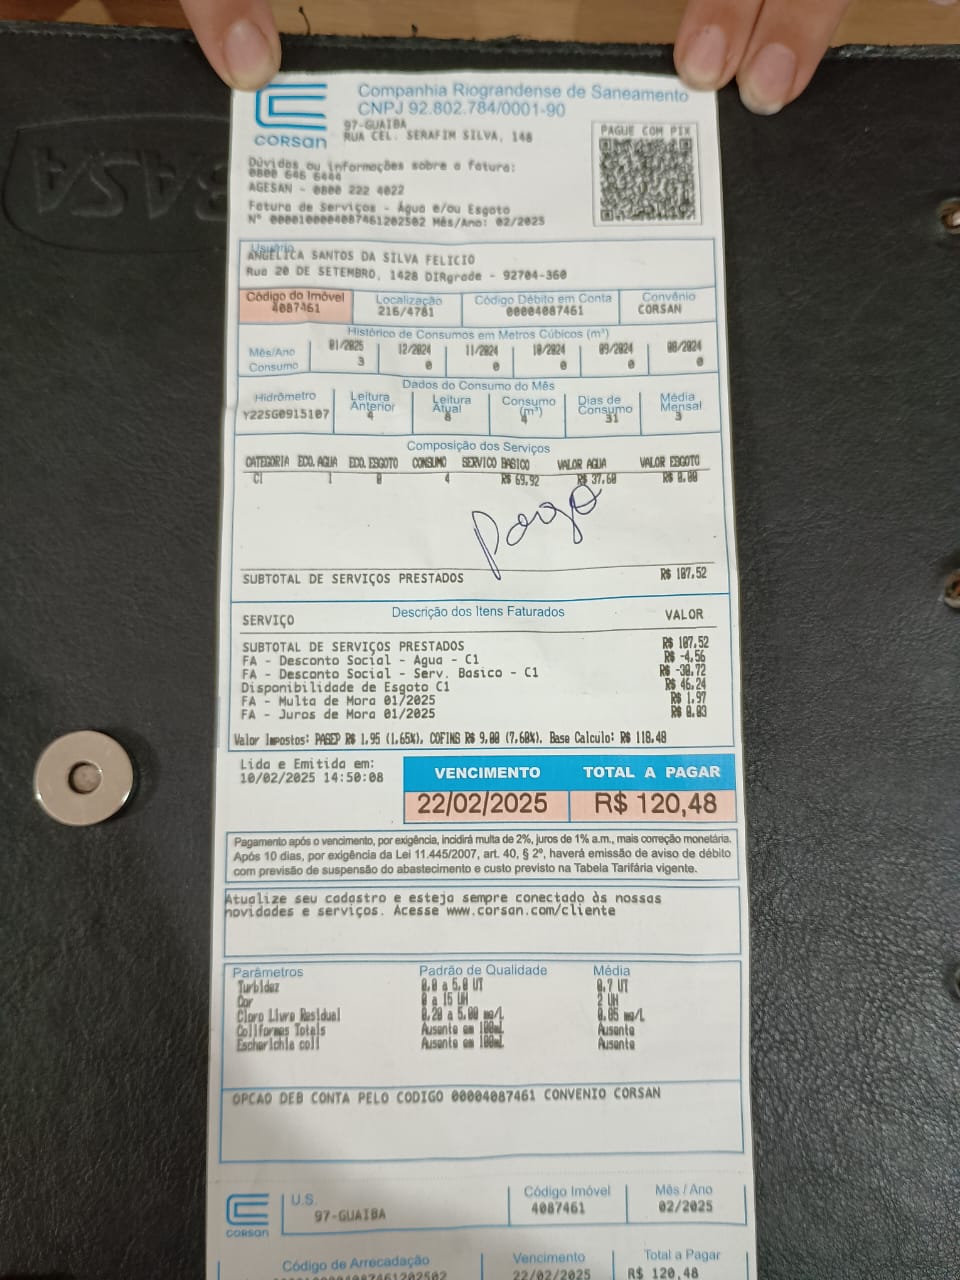 Companhia Riograndense de Saneamento
CNPJ 92.802.784/0001-90
CORSAN
97-GUAIBA
RUA CEL. SERAFIM SILVA, 148
PAGUE COM PIX
Dúvidas ou informações sobre a fatura:
0800 646 6444
AGESAN - 0800 222 4022
Fatura de Serviços - Água e/ou Esgoto
Nº 0000100004087461202502 Mês/Ano: 02/2025
Usuário
ANGÉLICA SANTOS DA SILVA FELICIO
Rua 20 DE SETEMBRO, 1428 DIRgrade - 92704-360
Código do Imóvel Localização Código Débito em Conta Convênio
4087461 216/4781 00004087461 CORSAN
Histórico de Consumos em Metros Cúbicos (m³)
Mês/Ano 01/2025 12/2024 11/2024 10/2024 09/2024 08/2024
Consumo 3 0 0 0 0 0
Dados do Consumo do Mês
Hidrômetro Leitura Anterior Leitura Atual Consumo (m³) Dias de Consumo Média Mensal
Y22SG0915107 4 8 4 31 3
Composição dos Serviços
CATEGORIA ECO. AGUA ECO. ESGOTO CONSUMO SERVICO BASICO VALOR AGUA VALOR ESGOTO
C1 1 0 4 R$ 69,92 R$ 37,60 R$ 0,00
pago
SUBTOTAL DE SERVIÇOS PRESTADOS R$ 107,52
Descrição dos Itens Faturados
SERVIÇO VALOR
SUBTOTAL DE SERVIÇOS PRESTADOS R$ 107,52
FA - Desconto Social - Agua - C1 R$ -4,56
FA - Desconto Social - Serv. Basico - C1 R$ -30,72
Disponibilidade de Esgoto C1 R$ 46,24
FA - Multa de Mora 01/2025 R$ 1,97
FA - Juros de Mora 01/2025 R$ 0,03
Valor Impostos: PASEP R$ 1,95 (1,65%), COFINS R$ 9,00 (7,60%). Base Calculo: R$ 118,48
Lida e Emitida em:
10/02/2025 14:50:08
VENCIMENTO TOTAL A PAGAR
22/02/2025 R$ 120,48
Pagamento após o vencimento, por exigência, incidirá multa de 2%, juros de 1% a.m., mais correção monetária.
Após 10 dias, por exigência da Lei 11.445/2007, art. 40, § 2º, haverá emissão de aviso de débito
com previsão de suspensão do abastecimento e custo previsto na Tabela Tarifária vigente.
Atualize seu cadastro e esteja sempre conectado às nossas
novidades e serviços. Acesse www.corsan.com/cliente
Parâmetros Padrão de Qualidade Média
Turbidez 0.0 a 5.0 UT 0.7 UT
Cor 0 a 15 UH 2 UH
Cloro Livre Residual 0.20 a 5.00 mg/L 0.85 mg/L
Coliformes Totais Ausente em 100mL Ausente
Escherichia coli Ausente em 100mL Ausente
OPCAO DEB CONTA PELO CODIGO 00004087461 CONVENIO CORSAN
CORSAN
U.S. Código Imóvel Mês / Ano
97-GUAIBA 4087461 02/2025
Código de Arrecadação Vencimento Total a Pagar
22/02/2025 R$ 120,48